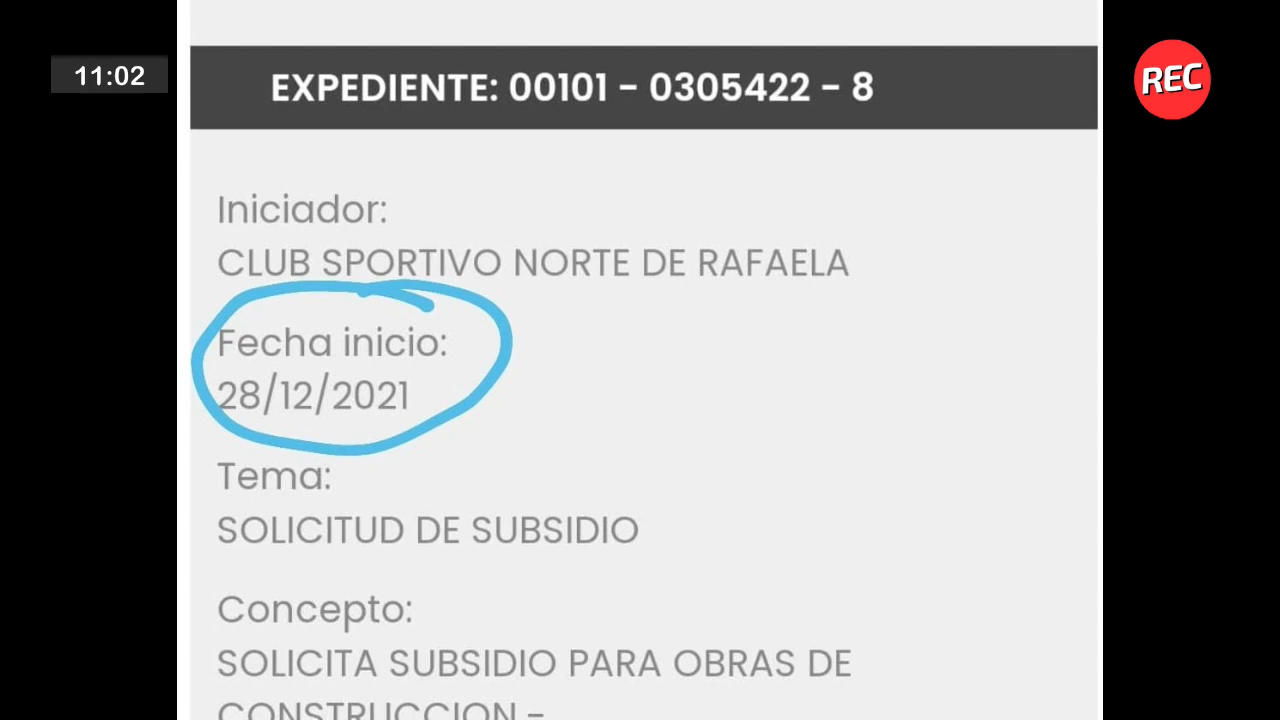 11:02
REC
EXPEDIENTE: 00101 - 0305422 - 8
Iniciador:
CLUB SPORTIVO NORTE DE RAFAELA
Fecha inicio:
28/12/2021
Tema:
SOLICITUD DE SUBSIDIO
Concepto:
SOLICITA SUBSIDIO PARA OBRAS DE
CONSTRUCCION -